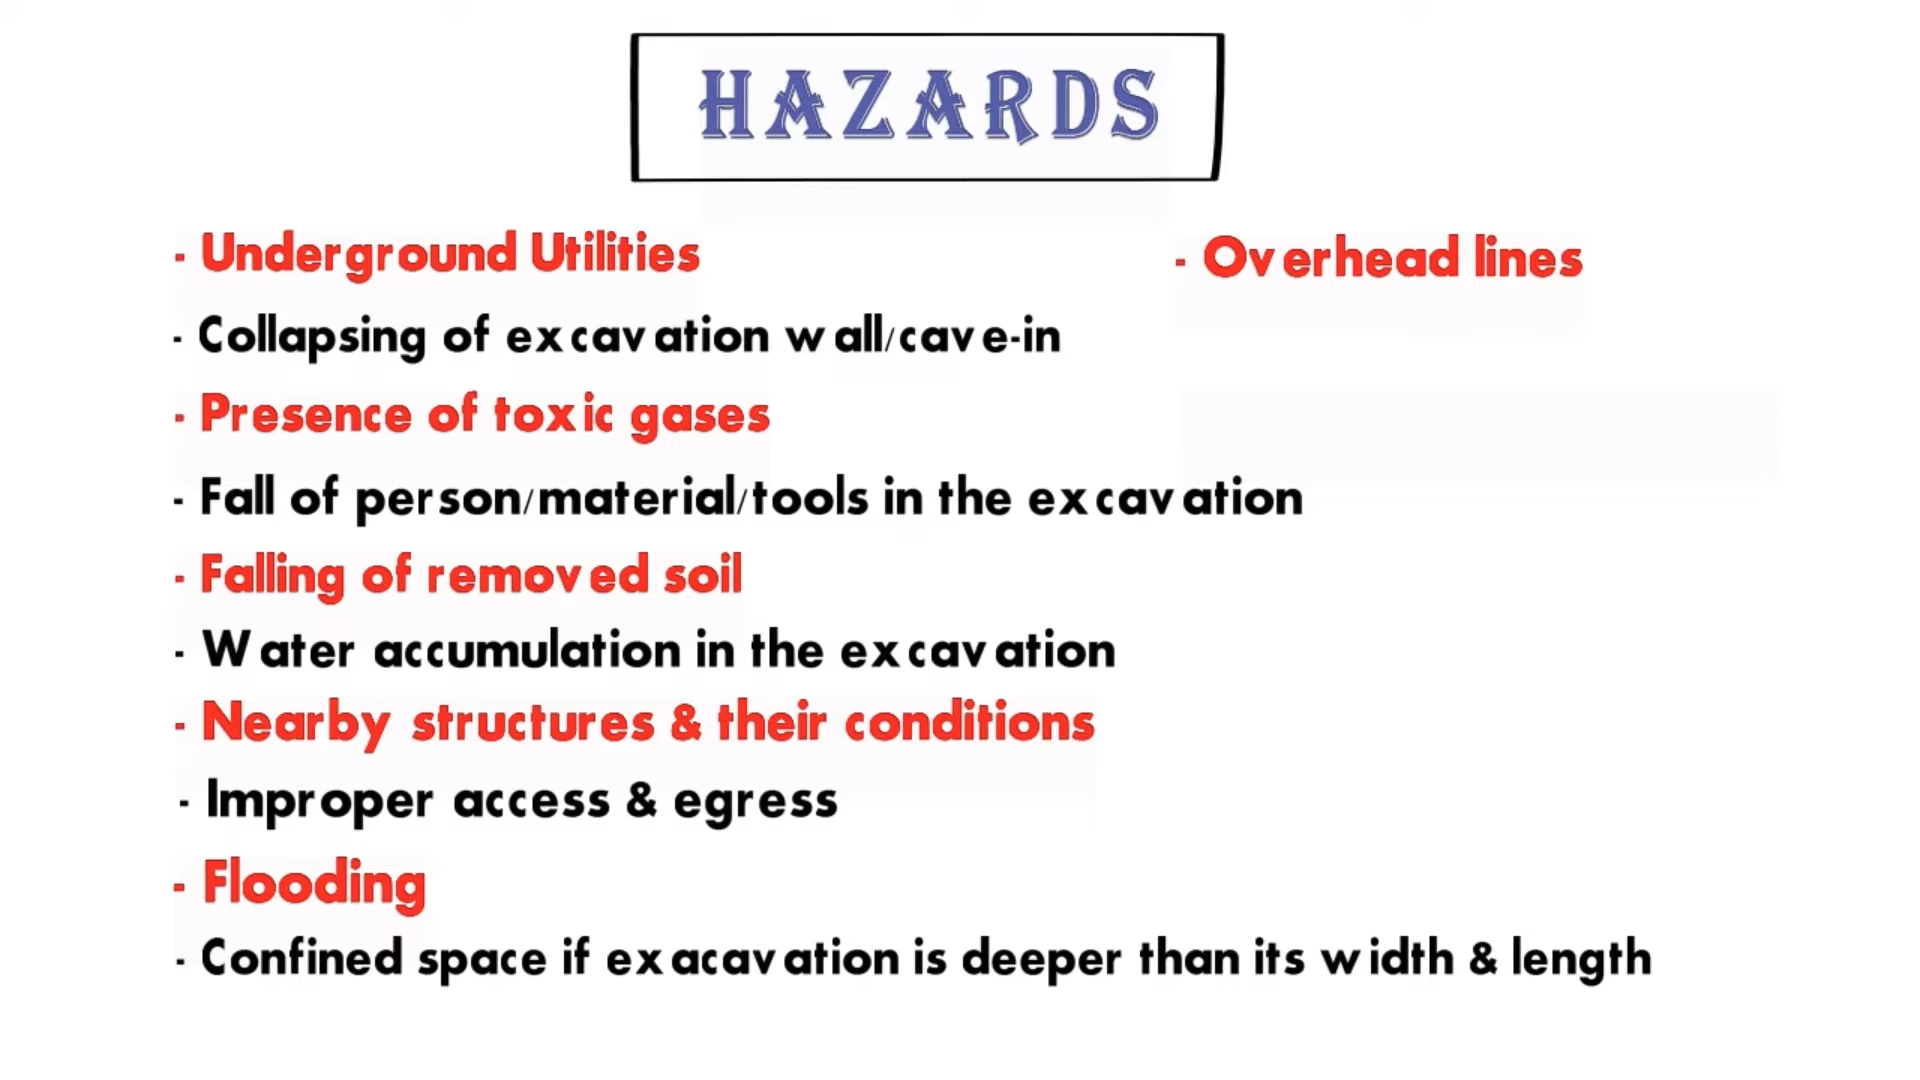 HAZARDS
- Underground Utilities
- Overhead lines
- Collapsing of excavation wall/cave-in
- Presence of toxic gases
- Fall of person/material/tools in the excavation
- Falling of removed soil
- Water accumulation in the excavation
- Nearby structures & their conditions
- Improper access & egress
- Flooding
- Confined space if exacavation is deeper than its width & length